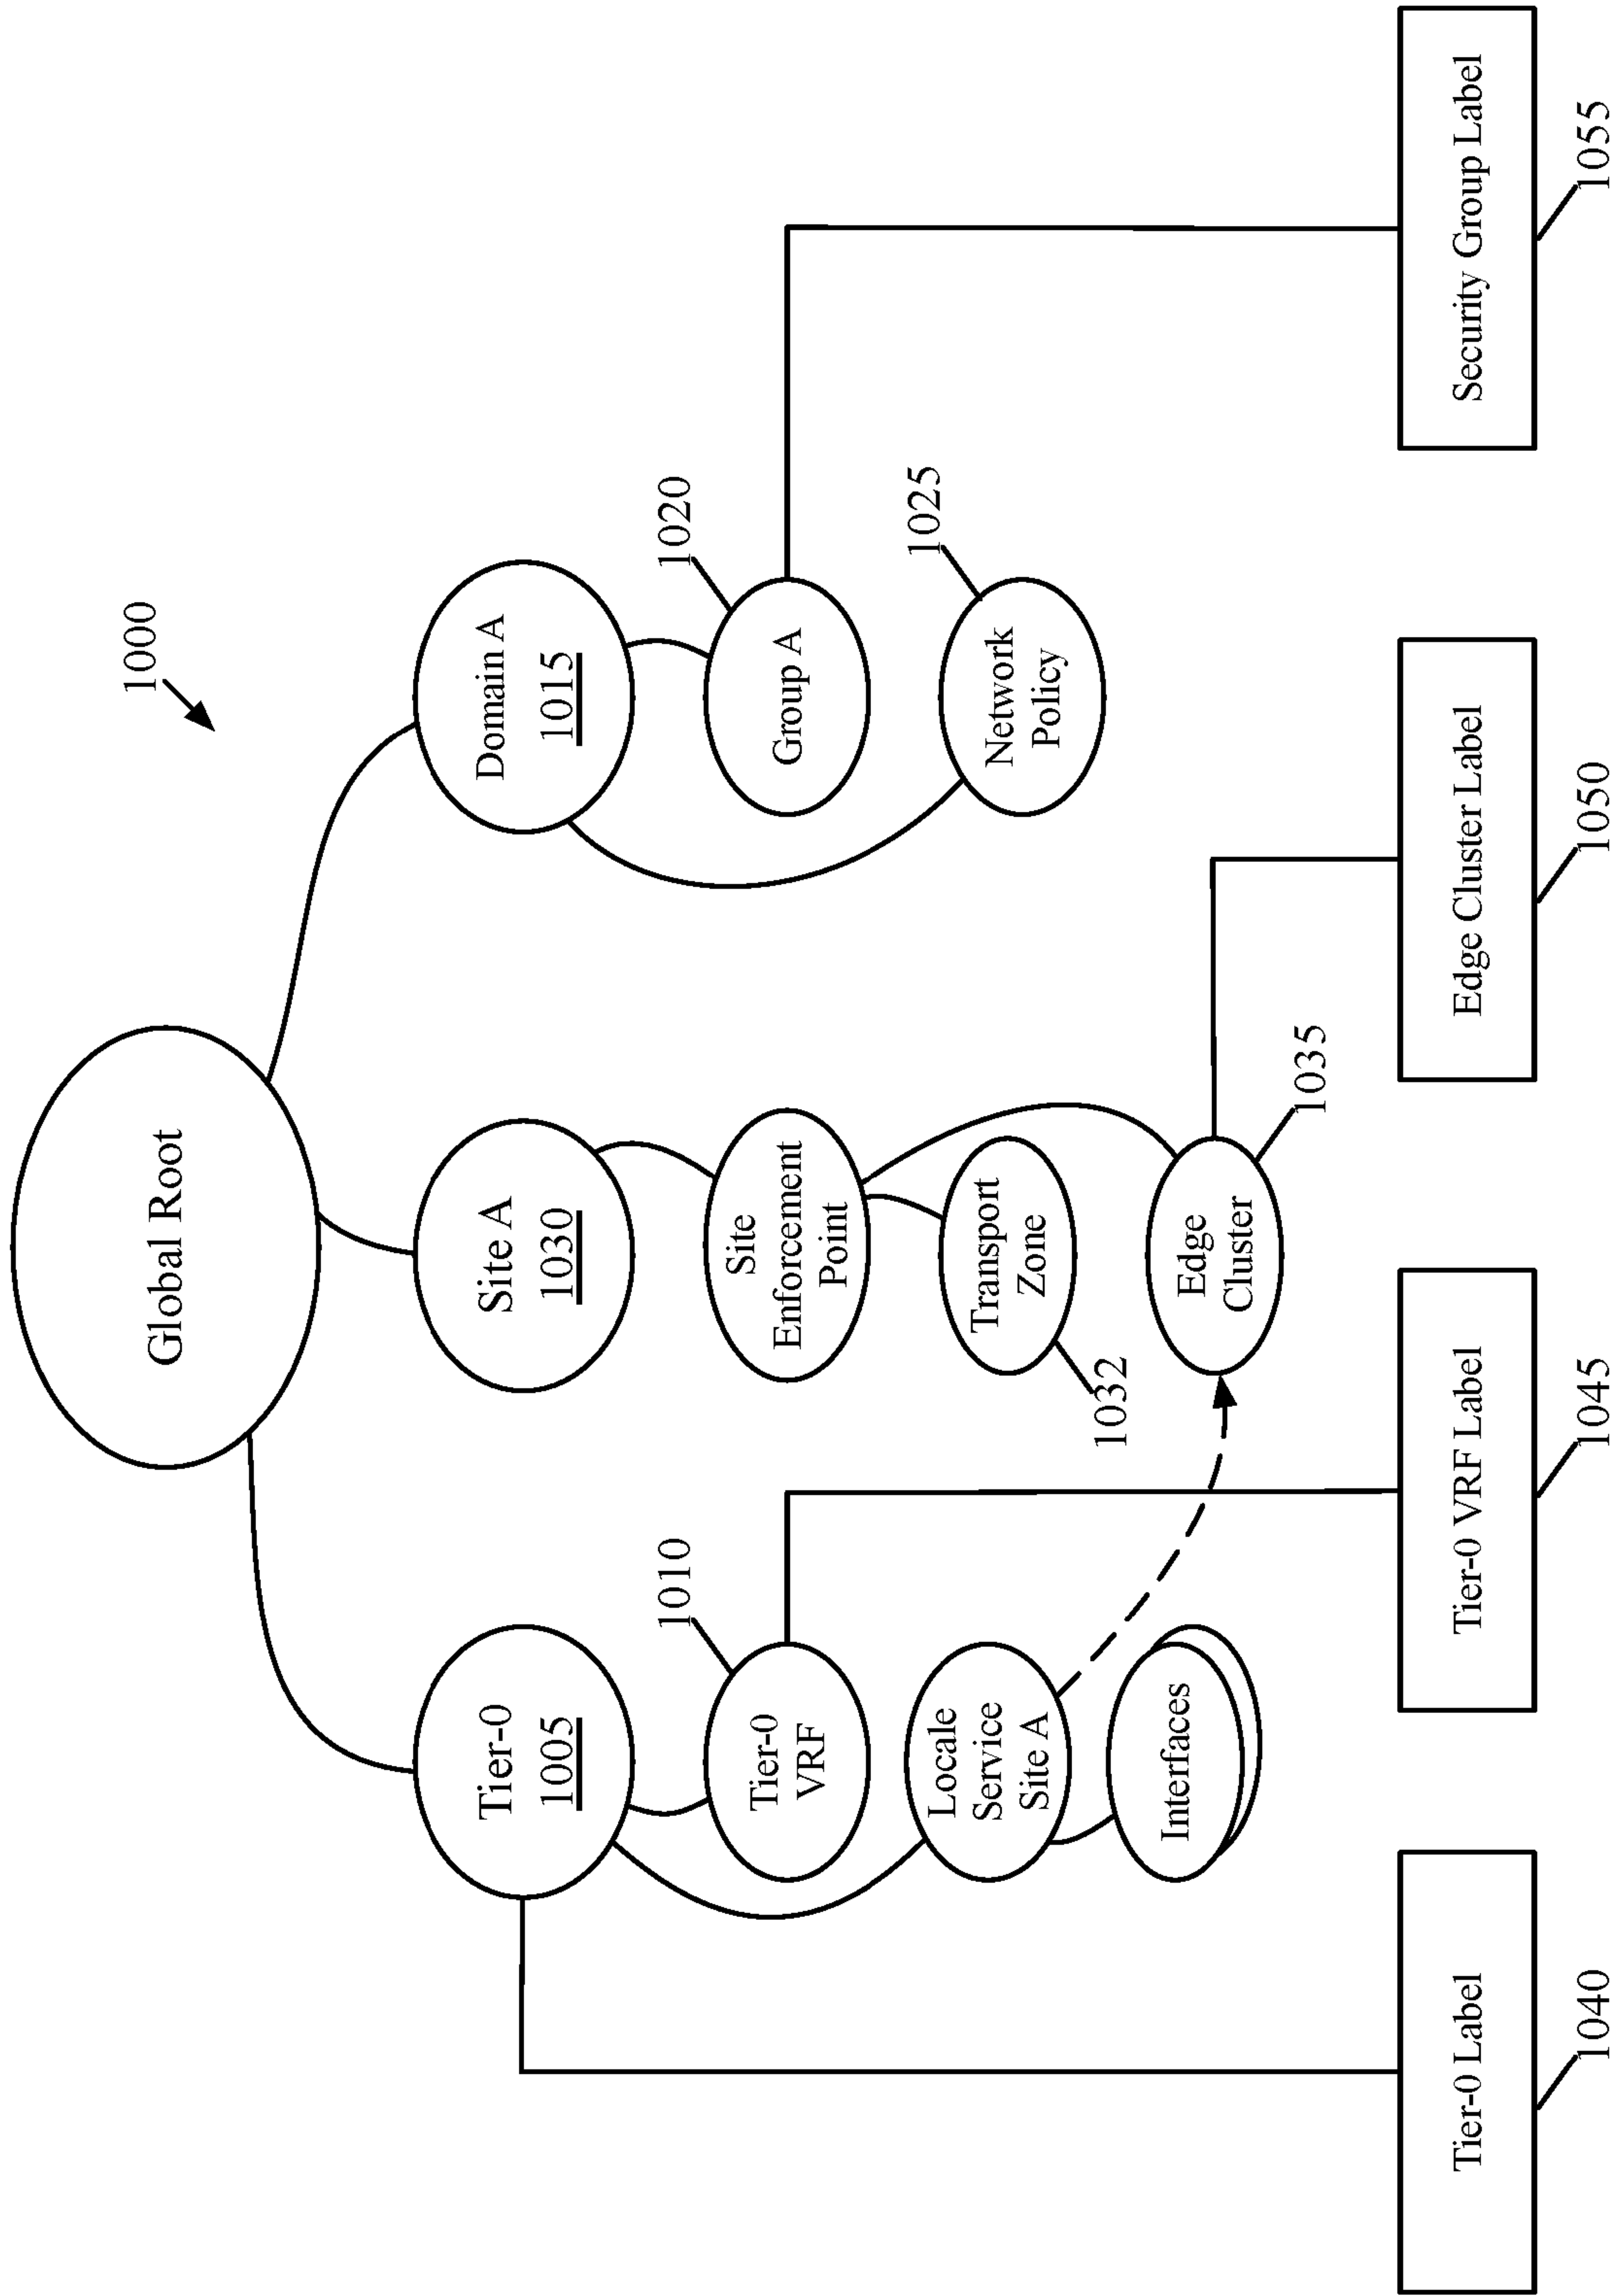 1000
Global Root
Tier-0
1005
Site A
1030
Domain A
1015
1010
1020
Tier-0
VRF
Site
Enforcement
Point
Group A
1025
Locale
Service
Site A
Transport
Zone
1032
Network
Policy
Interfaces
Edge
Cluster
1035
Tier-0 Label
Tier-0 VRF Label
Edge Cluster Label
Security Group Label
1040
1045
1050
1055